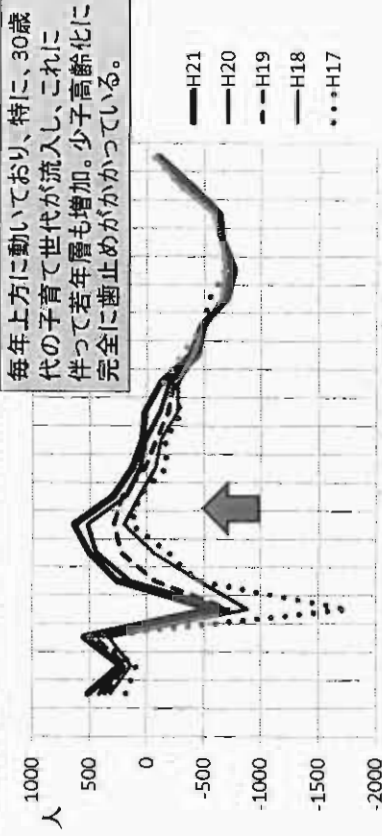 毎年上方に動いており、特に、30歳
代の子育て世代が流入し、これに
伴って若年層も増加。少子高齢化に
完全に歯止めがかかっている。
人
1000
500
0
-500
-1000
-1500
-2000
H21
H20
H19
H18
H17